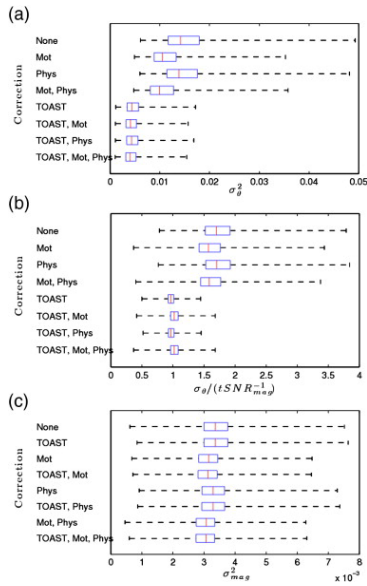 (a)
Correction
None
Mot
Phys
Mot, Phys
TOAST
TOAST, Mot
TOAST, Phys
TOAST, Mot, Phys
0 0.01 0.02 0.03 0.04 0.05
σ²_θ
(b)
Correction
None
Mot
Phys
Mot, Phys
TOAST
TOAST, Mot
TOAST, Phys
TOAST, Mot, Phys
0 0.5 1 1.5 2 2.5 3 3.5 4
σ_θ/(tSNR⁻¹_mag)
(c)
Correction
None
TOAST
Mot
TOAST, Mot
Phys
TOAST, Phys
Mot, Phys
TOAST, Mot, Phys
0 1 2 3 4 5 6 7 8
x 10⁻³
σ²_mag